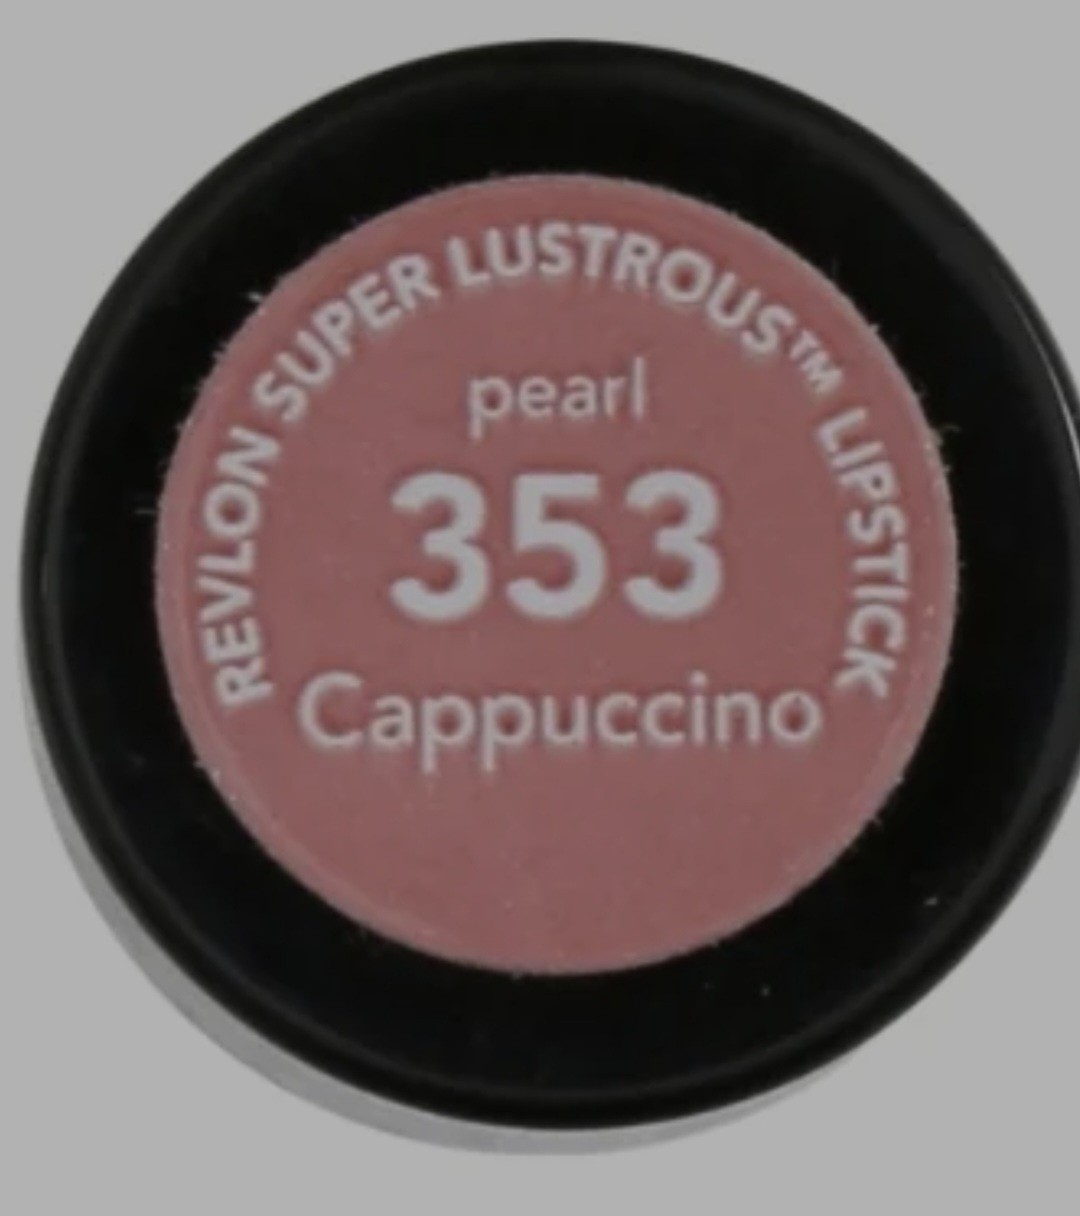 REVLON SUPER LUSTROUS™ LIPSTICK
pearl
353
Cappuccino